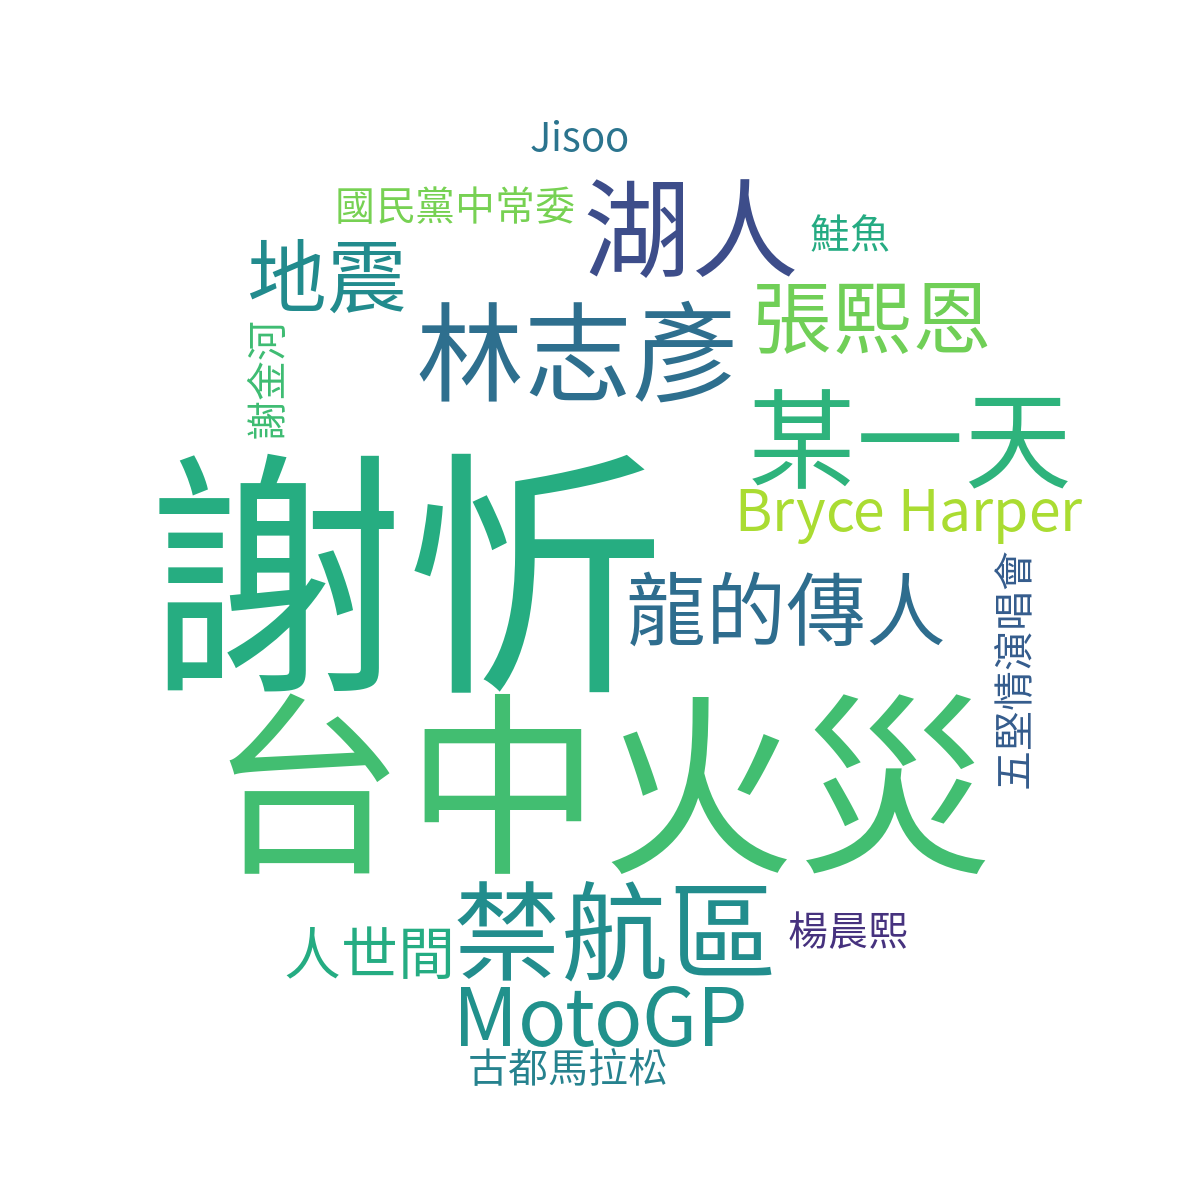 Jisoo
國民黨中常委
湖人
鮭魚
地震
張熙恩
林志彥
謝金河
某一天
Bryce Harper
謝忻
龍的傳人
五堅情演唱會
台中火災
禁航區
楊晨熙
人世間
MotoGP
古都馬拉松